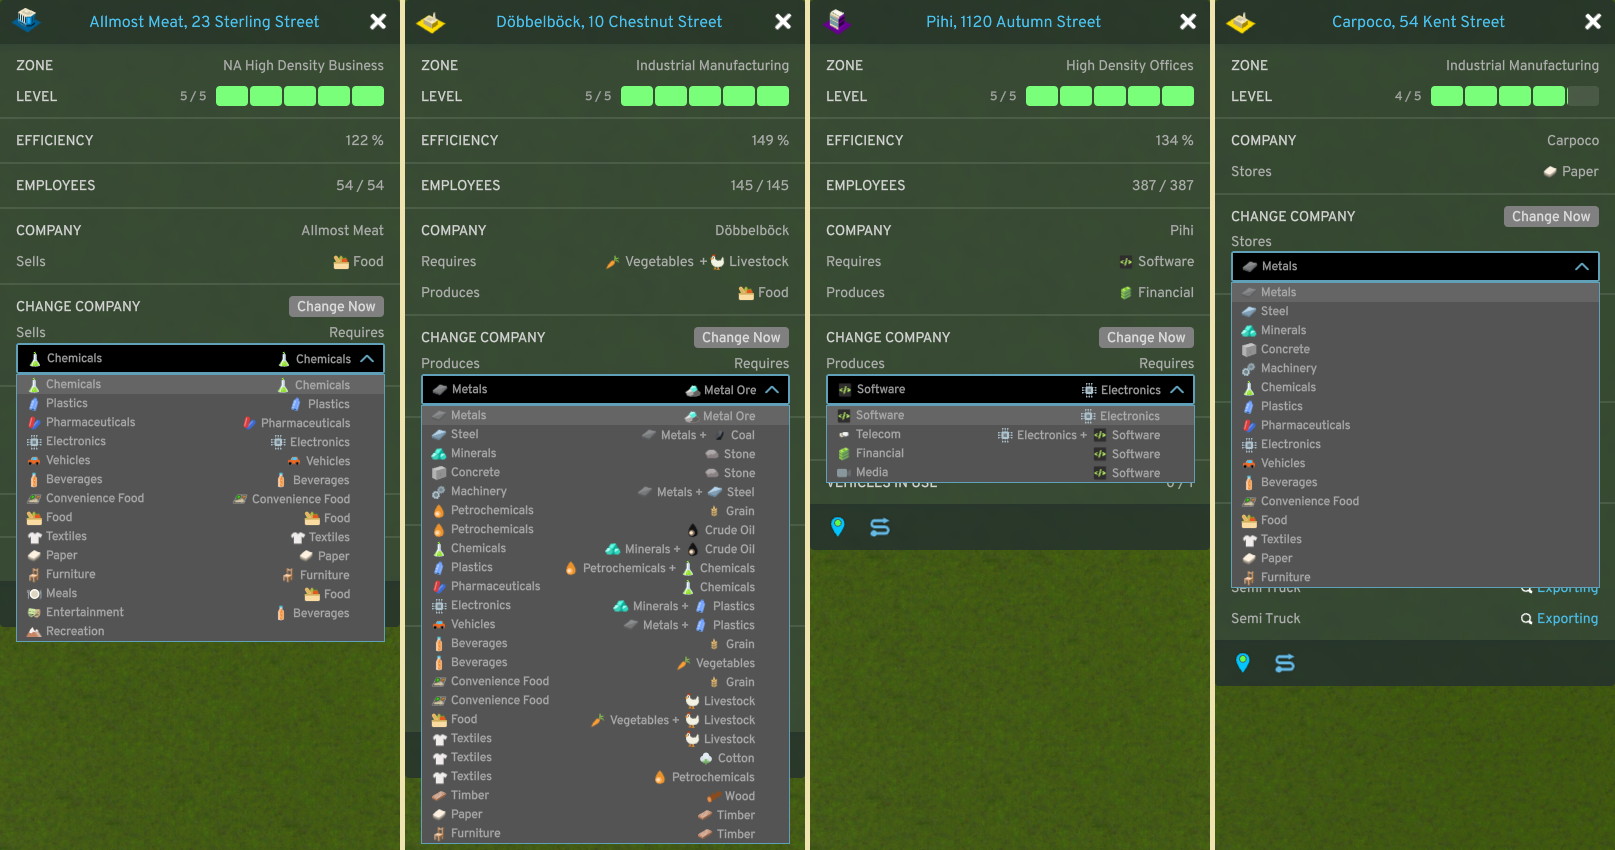 Allmost Meat, 23 Sterling Street
ZONE NA High Density Business
LEVEL 5 / 5
EFFICIENCY 122 %
EMPLOYEES 54 / 54
COMPANY Allmost Meat
Sells Food
CHANGE COMPANY Change Now
Sells Requires
Chemicals Chemicals
Chemicals Chemicals
Plastics Plastics
Pharmaceuticals Pharmaceuticals
Electronics Electronics
Vehicles Vehicles
Beverages Beverages
Convenience Food Convenience Food
Food Food
Textiles Textiles
Paper Paper
Furniture Furniture
Meals Food
Entertainment Beverages
Recreation
Döbbelböck, 10 Chestnut Street
ZONE Industrial Manufacturing
LEVEL 5 / 5
EFFICIENCY 149 %
EMPLOYEES 145 / 145
COMPANY Döbbelböck
Requires Vegetables + Livestock
Produces Food
CHANGE COMPANY Change Now
Produces Requires
Metals Metal Ore
Metals Metal Ore
Steel Metals + Coal
Minerals Stone
Concrete Stone
Machinery Metals + Steel
Petrochemicals Grain
Petrochemicals Crude Oil
Chemicals Minerals + Crude Oil
Plastics Petrochemicals + Chemicals
Pharmaceuticals Chemicals
Electronics Minerals + Plastics
Vehicles Metals + Plastics
Beverages Grain
Beverages Vegetables
Convenience Food Grain
Convenience Food Livestock
Food Vegetables + Livestock
Textiles Livestock
Textiles Cotton
Textiles Petrochemicals
Timber Wood
Paper Timber
Furniture Timber
Pihi, 1120 Autumn Street
ZONE High Density Offices
LEVEL 5 / 5
EFFICIENCY 134 %
EMPLOYEES 387 / 387
COMPANY Pihi
Requires Software
Produces Financial
CHANGE COMPANY Change Now
Produces Requires
Software Electronics
Software Electronics
Telecom Electronics + Software
Financial Software
Media Software
VEHICLES IN USE 0 / 1
Carpoco, 54 Kent Street
ZONE Industrial Manufacturing
LEVEL 4 / 5
COMPANY Carpoco
Stores Paper
CHANGE COMPANY Change Now
Stores
Metals
Metals
Steel
Minerals
Concrete
Machinery
Chemicals
Plastics
Pharmaceuticals
Electronics
Vehicles
Beverages
Convenience Food
Food
Textiles
Paper
Furniture
Semi Truck Exporting
Semi Truck Exporting